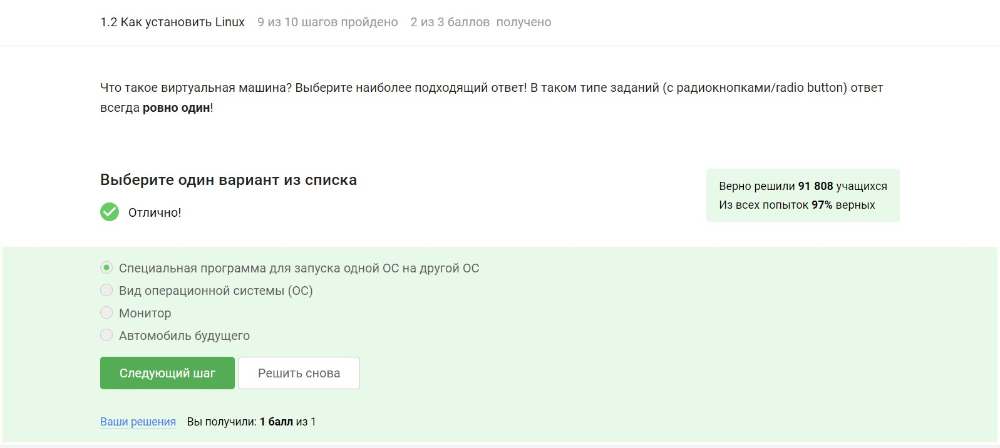 1.2 Как установить Linux 9 из 10 шагов пройдено 2 из 3 баллов получено
Что такое виртуальная машина? Выберите наиболее подходящий ответ! В таком типе заданий (с радиокнопками/radio button) ответ
всегда ровно один!
Выберите один вариант из списка
Отлично!
Верно решили 91 808 учащихся
Из всех попыток 97% верных
Специальная программа для запуска одной ОС на другой ОС
Вид операционной системы (ОС)
Монитор
Автомобиль будущего
Следующий шаг Решить снова
Ваши решения Вы получили: 1 балл из 1